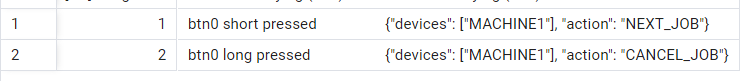 1 1 btn0 short pressed {"devices": ["MACHINE1"], "action": "NEXT_JOB"}
2 2 btn0 long pressed {"devices": ["MACHINE1"], "action": "CANCEL_JOB"}